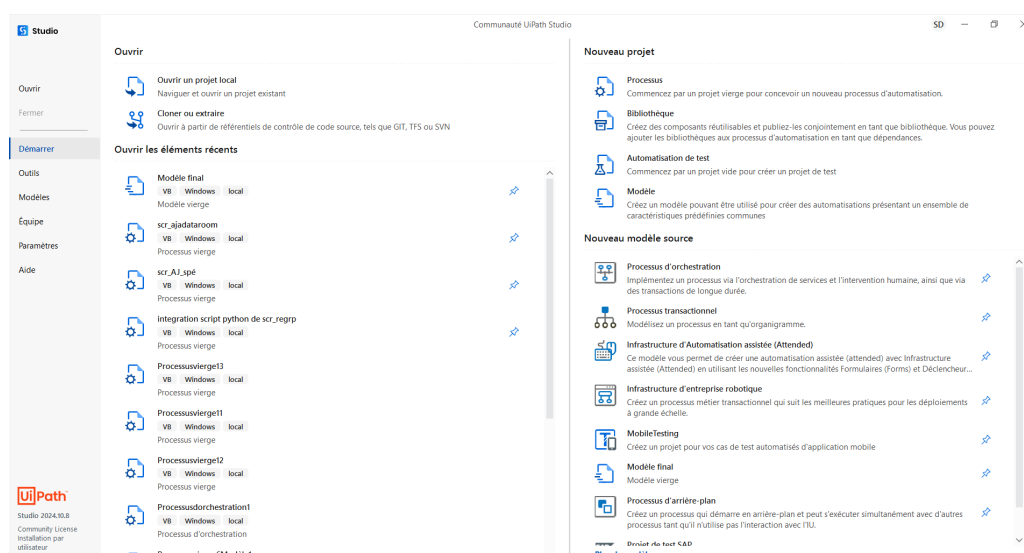 Studio
Communauté UiPath Studio
SD
Ouvrir
Fermer
Démarrer
Outils
Modèles
Équipe
Paramètres
Aide
UiPath
Studio 2024.10.8
Community License
Installation par
utilisateur
Ouvrir
Ouvrir un projet local
Naviguer et ouvrir un projet existant
Cloner ou extraire
Ouvrir à partir de référentiels de contrôle de code source, tels que GIT, TFS ou SVN
Ouvrir les éléments récents
Modèle final
VB Windows local
Modèle vierge
scr_ajadataroom
VB Windows local
Processus vierge
scr_AJ_spé
VB Windows local
Processus vierge
integration script python de scr_regrp
VB Windows local
Processus vierge
Processusvierge13
VB Windows local
Processus vierge
Processusvierge11
VB Windows local
Processus vierge
Processusvierge12
VB Windows local
Processus vierge
Processusdorchestration1
VB Windows local
Processus d'orchestration
Nouveau projet
Processus
Commencez par un projet vierge pour concevoir un nouveau processus d'automatisation.
Bibliothèque
Créez des composants réutilisables et publiez-les conjointement en tant que bibliothèque. Vous pouvez
ajouter les bibliothèques aux processus d'automatisation en tant que dépendances.
Automatisation de test
Commencez par un projet vide pour créer un projet de test
Modèle
Créez un modèle pouvant être utilisé pour créer des automatisations présentant un ensemble de
caractéristiques prédéfinies communes
Nouveau modèle source
Processus d'orchestration
Implémentez un processus via l'orchestration de services et l'intervention humaine, ainsi que via
des transactions de longue durée.
Processus transactionnel
Modélisez un processus en tant qu'organigramme.
Infrastructure d'Automatisation assistée (Attended)
Ce modèle vous permet de créer une automatisation assistée (attended) avec Infrastructure
assistée (Attended) en utilisant les nouvelles fonctionnalités Formulaires (Forms) et Déclencheur...
Infrastructure d'entreprise robotique
Créez un processus métier transactionnel qui suit les meilleures pratiques pour les déploiements
à grande échelle.
MobileTesting
Créez un projet pour vos cas de test automatisés d'application mobile
Modèle final
Modèle vierge
Processus d'arrière-plan
Créez un processus qui démarre en arrière-plan et peut s'exécuter simultanément avec d'autres
processus tant qu'il n'utilise pas l'interaction avec l'IU.
Projet de test SAP